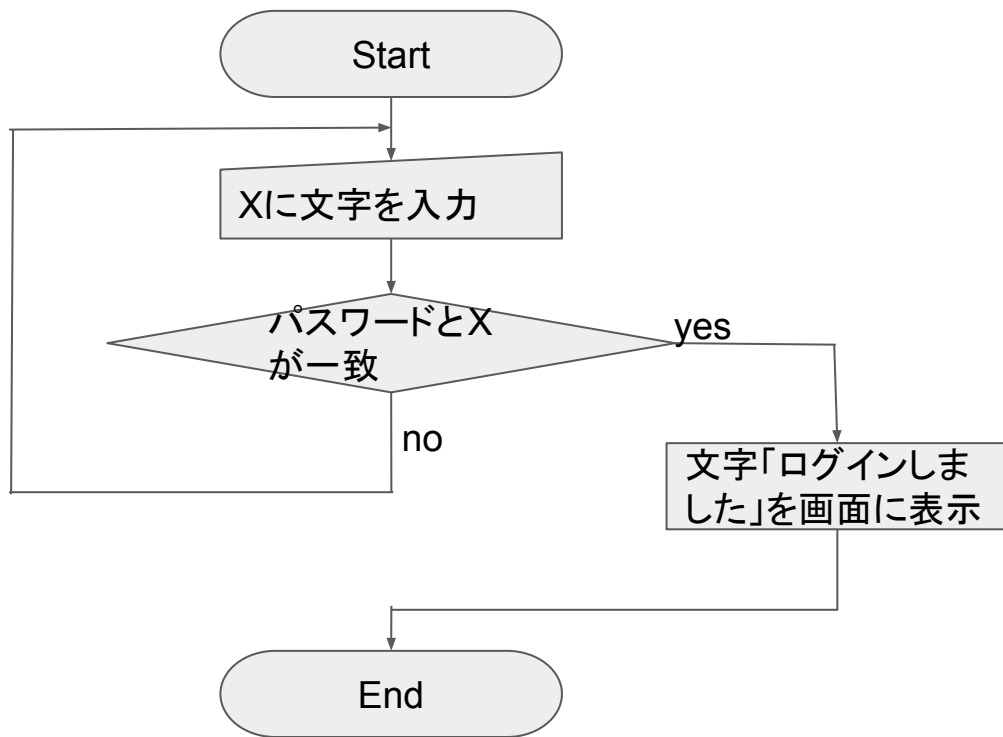 Start
Xに文字を入力
パスワードとX
が一致
yes
no
文字「ログインしま
した」を画面に表示
End